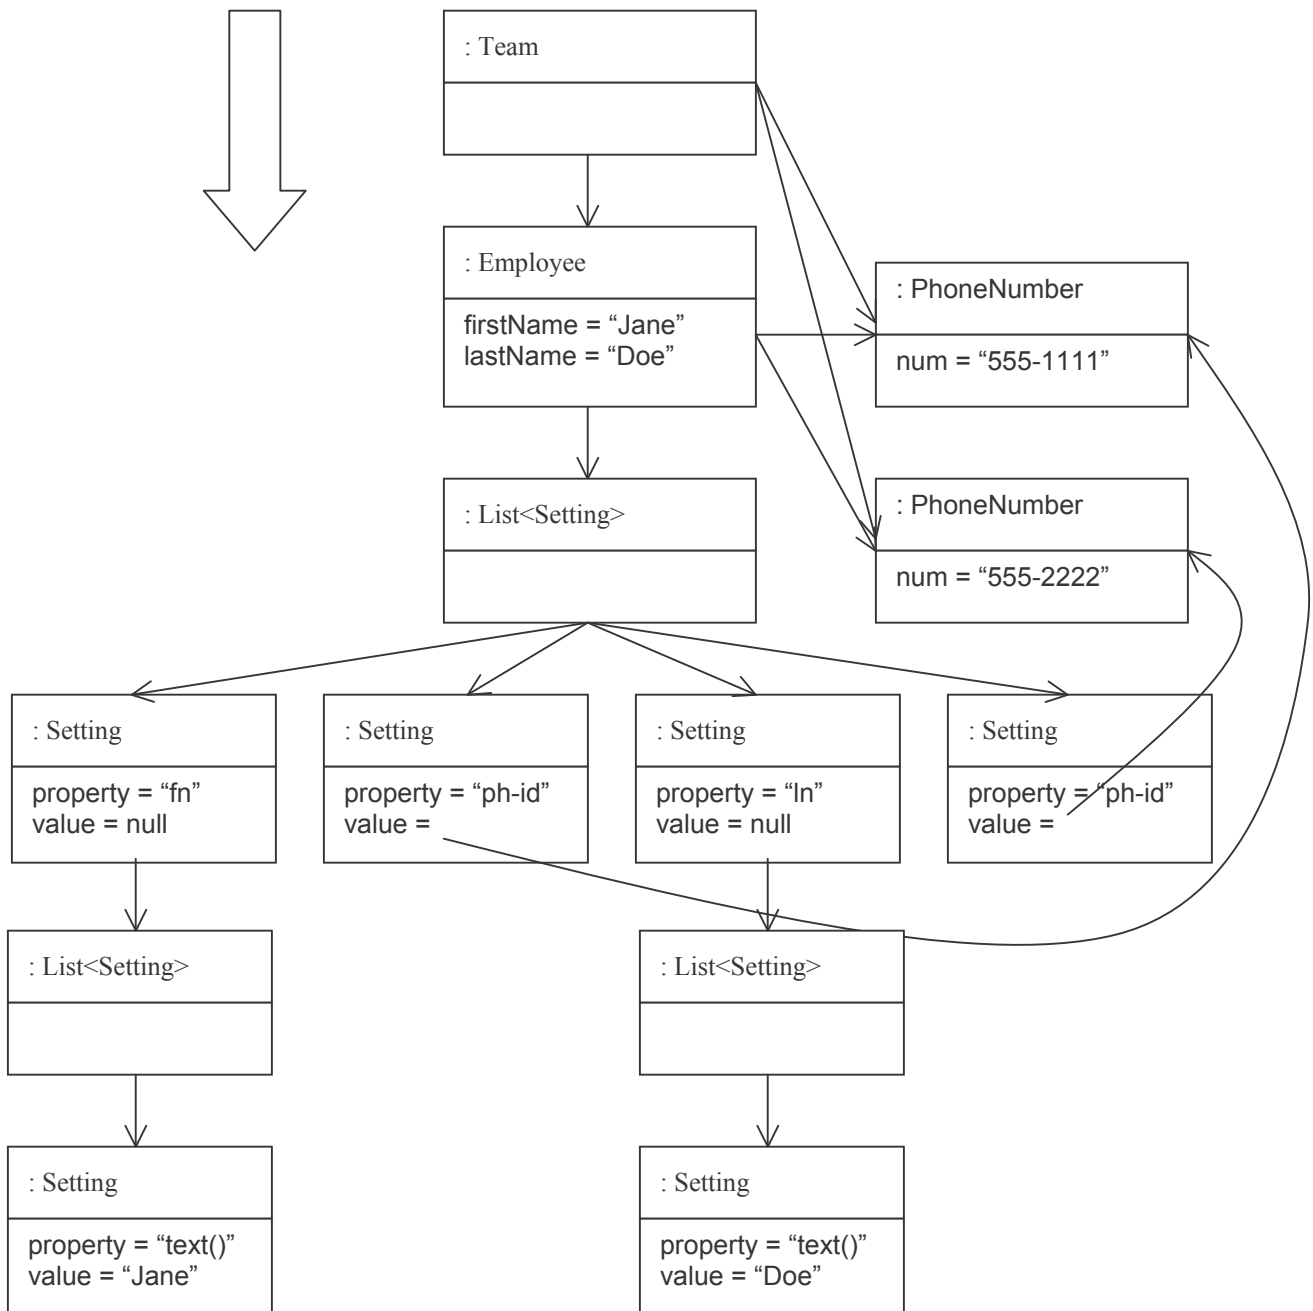 : Team
: Employee
firstName = “Jane”
lastName = “Doe”
: PhoneNumber
num = “555-1111”
: List<Setting>
: PhoneNumber
num = “555-2222”
: Setting
property = “fn”
value = null
: Setting
property = “ph-id”
value =
: Setting
property = “ln”
value = null
: Setting
property = “ph-id”
value =
: List<Setting>
: List<Setting>
: Setting
property = “text()”
value = “Jane”
: Setting
property = “text()”
value = “Doe”